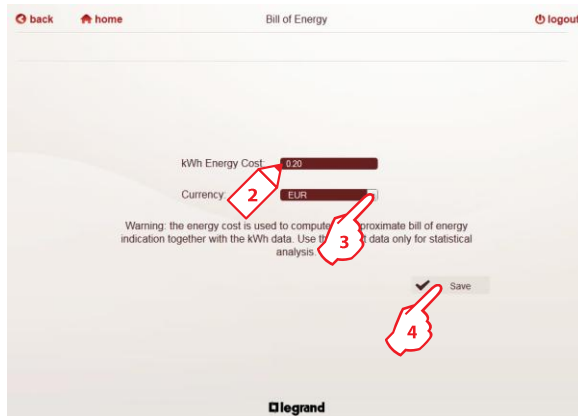 back home Bill of Energy logout
kWh Energy Cost: 0.20
2
Currency: EUR
Warning: the energy cost is used to compute proximate bill of energy
indication together with the kWh data. Use data only for statistical
3
analysis.
Save
4
legrand